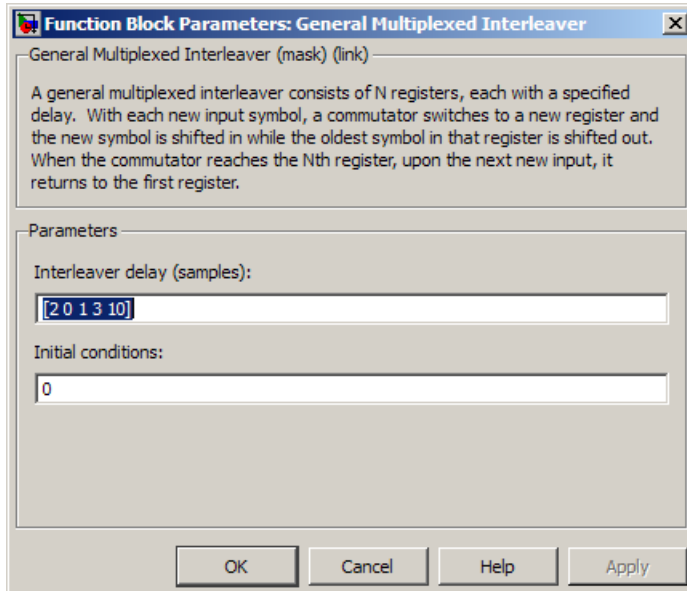 Function Block Parameters: General Multiplexed Interleaver
General Multiplexed Interleaver (mask) (link)
A general multiplexed interleaver consists of N registers, each with a specified
delay.  With each new input symbol, a commutator switches to a new register and
the new symbol is shifted in while the oldest symbol in that register is shifted out.
When the commutator reaches the Nth register, upon the next new input, it
returns to the first register.
Parameters
Interleaver delay (samples):
[2 0 1 3 10]
Initial conditions:
0
OK Cancel Help Apply